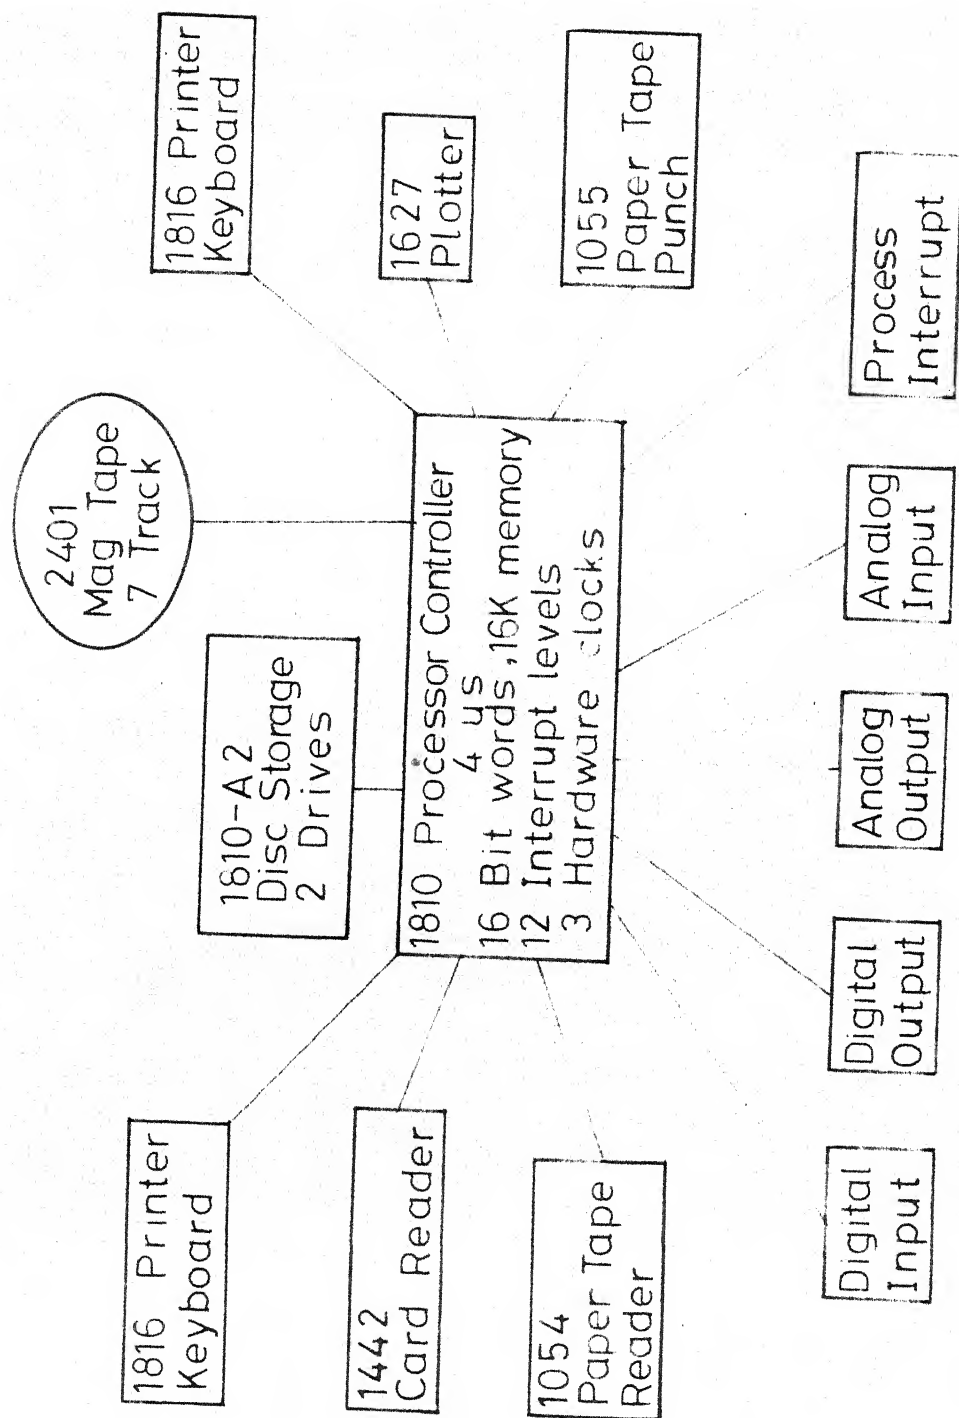 2401
Mag Tape
7 Track
1810-A2
Disc Storage
2 Drives
1816 Printer
Keyboard
1816 Printer
Keyboard
1442
Card Reader
1810 Processor Controller
4 us
16 Bit words,16K memory
12 Interrupt levels
3 Hardware clocks
1627
Plotter
1054
Paper Tape
Reader
1055
Paper Tape
Punch
Digital
Input
Digital
Output
Analog
Output
Analog
Input
Process
Interrupt